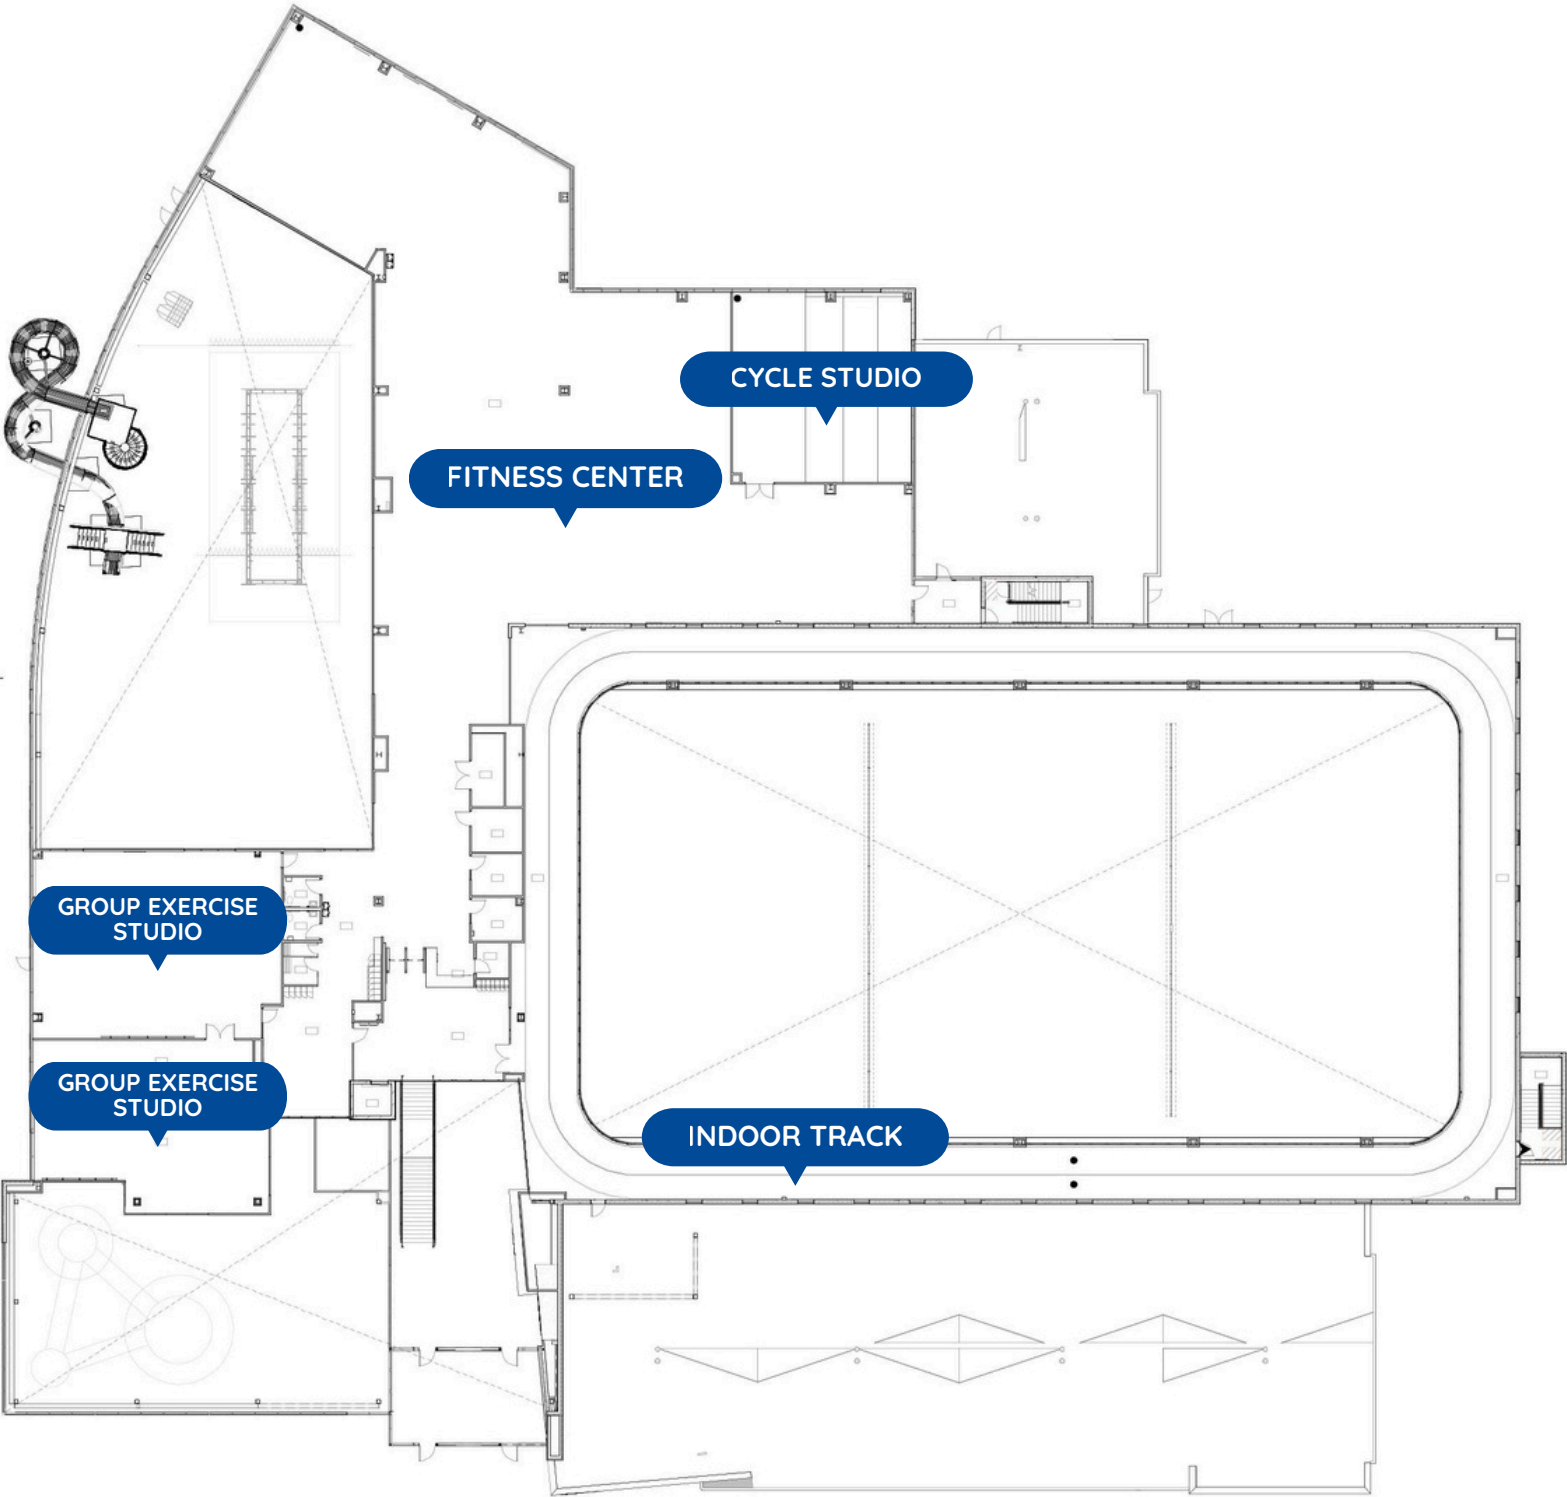 CYCLE STUDIO
FITNESS CENTER
GROUP EXERCISE
STUDIO
GROUP EXERCISE
STUDIO
INDOOR TRACK